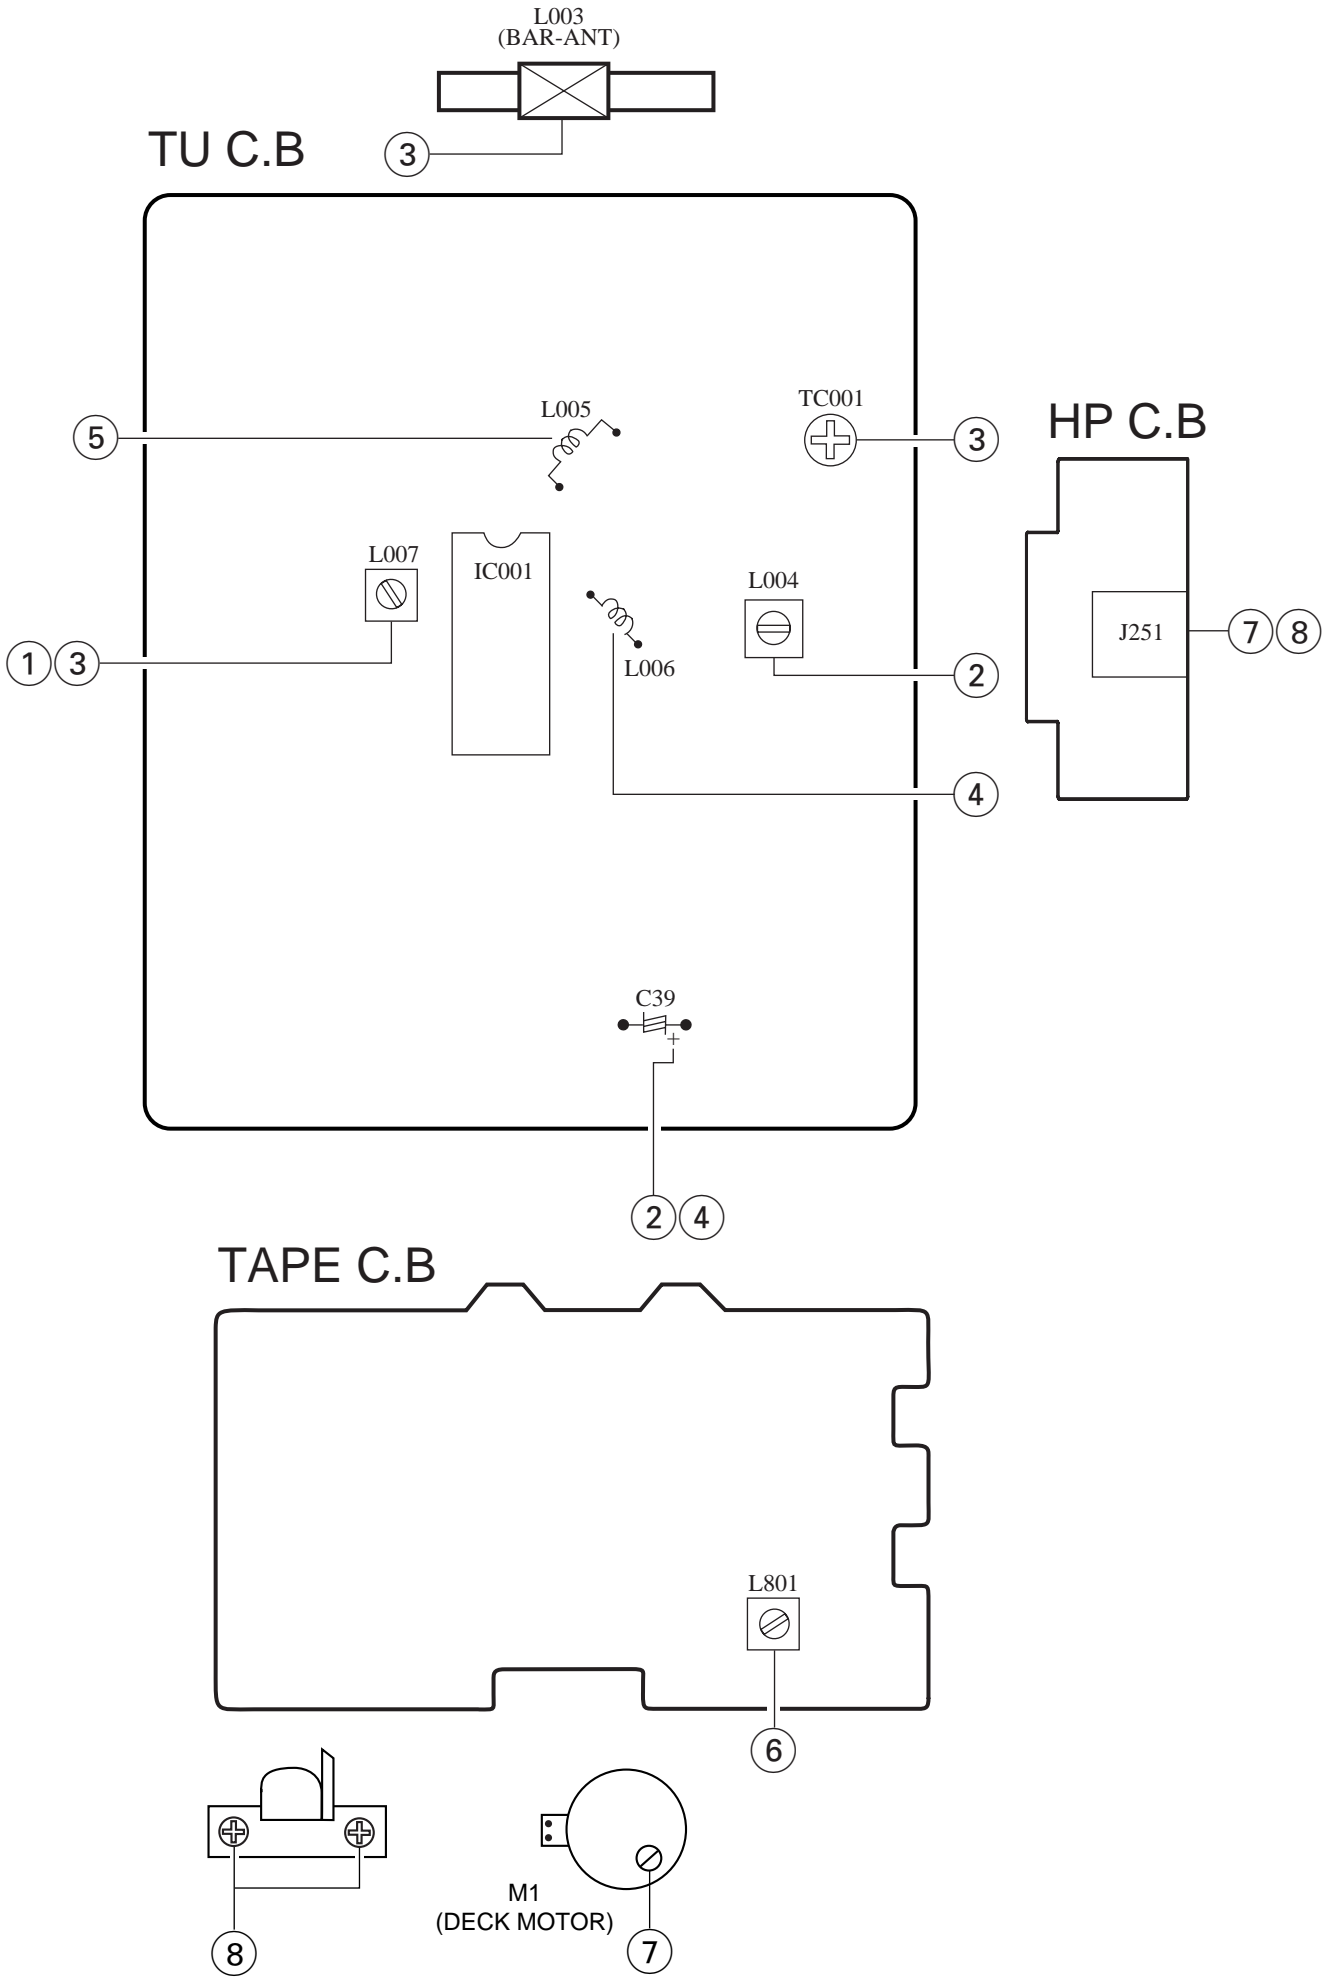 L003
(BAR-ANT)
TU C.B
3
L005
TC001
HP C.B
5
3
L007
IC001
L004
J251
7 8
1 3
L006
2
4
C39
+
2 4
TAPE C.B
L801
6
M1
(DECK MOTOR)
8
7